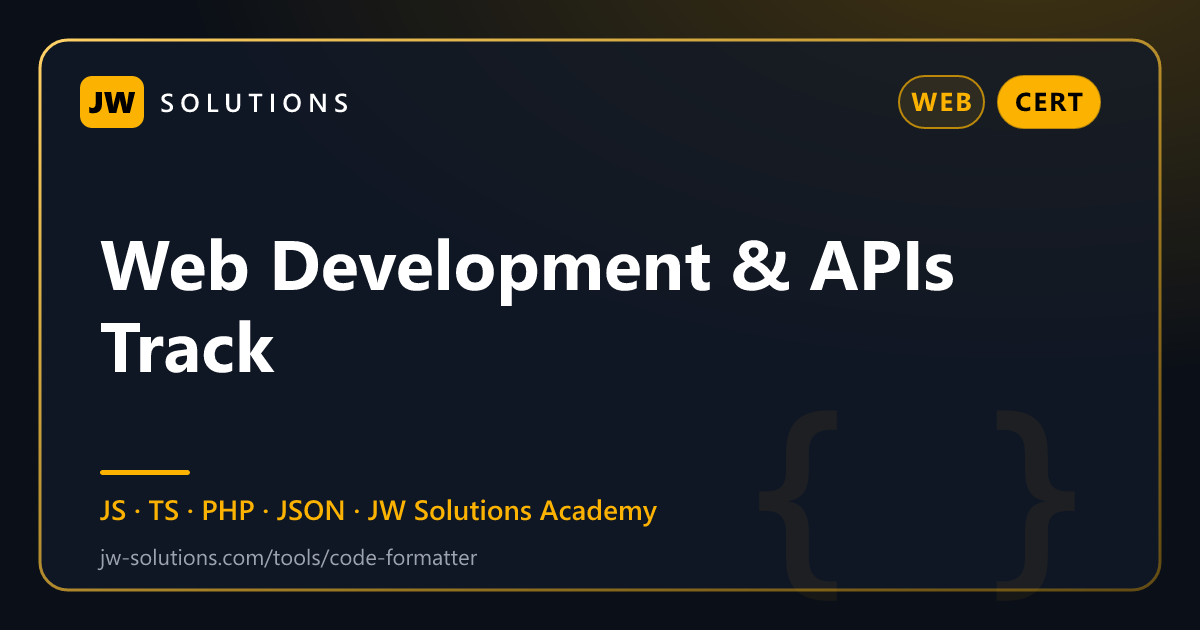 JW SOLUTIONS
WEB CERT
Web Development & APIs
Track
JS · TS · PHP · JSON · JW Solutions Academy
jw-solutions.com/tools/code-formatter
{ }